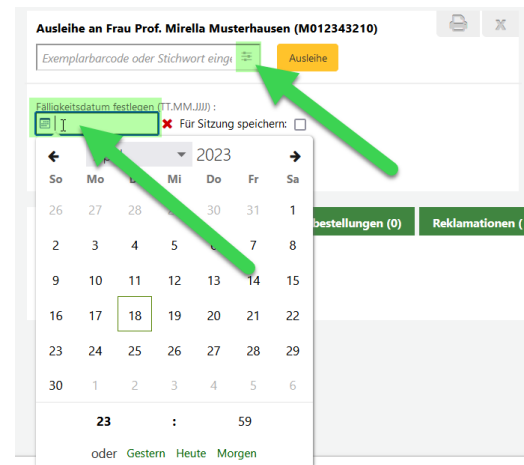 Ausleihe an Frau Prof. Mirella Musterhausen (M012343210)
X
Exemplarbarcode oder Stichwort einge
Ausleihe
Fälligkeitsdatum festlegen (TT.MM.JJJJ) :
Für Sitzung speichern:
2023
So Mo Mi Do Fr Sa
26 27 28 30 31 1
2 3 4 5 6 7 8
9 10 11 12 13 14 15
16 17 18 19 20 21 22
23 24 25 26 27 28 29
30 1 2 3 4 5 6
23 : 59
oder Gestern Heute Morgen
bestellungen (0) Reklamationen (